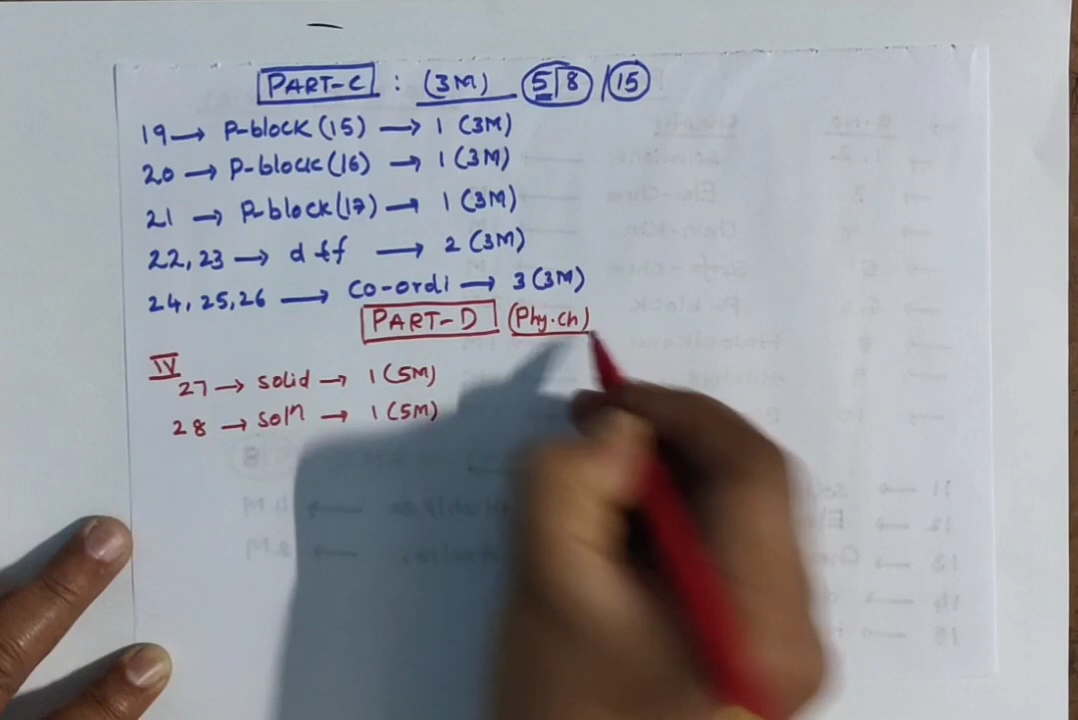 PART-C : (3M) 5/8 /15
19 → P-block (15) → 1 (3M)
20 → P-block (16) → 1 (3M)
21 → P-block (17) → 1 (3M)
22, 23 → d & f → 2 (3M)
24, 25, 26 → Co-ordi → 3 (3M)
PART-D (Phy.ch)
IV
27 → solid → 1 (5M)
28 → soln → 1 (5M)